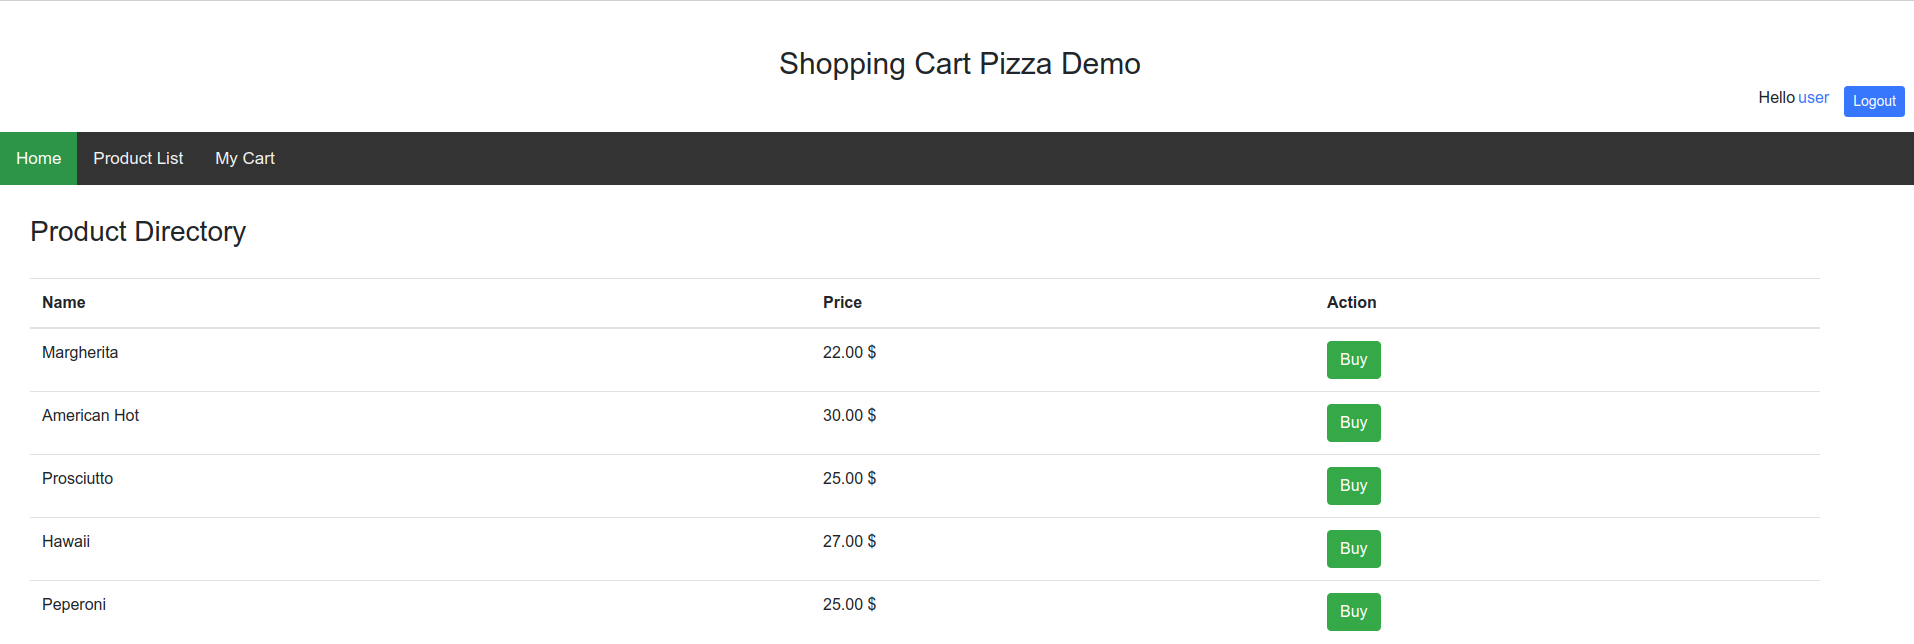 Shopping Cart Pizza Demo
Hello user Logout
Home Product List My Cart
Product Directory
Name Price Action
Margherita 22.00 $ Buy
American Hot 30.00 $ Buy
Prosciutto 25.00 $ Buy
Hawaii 27.00 $ Buy
Peperoni 25.00 $ Buy